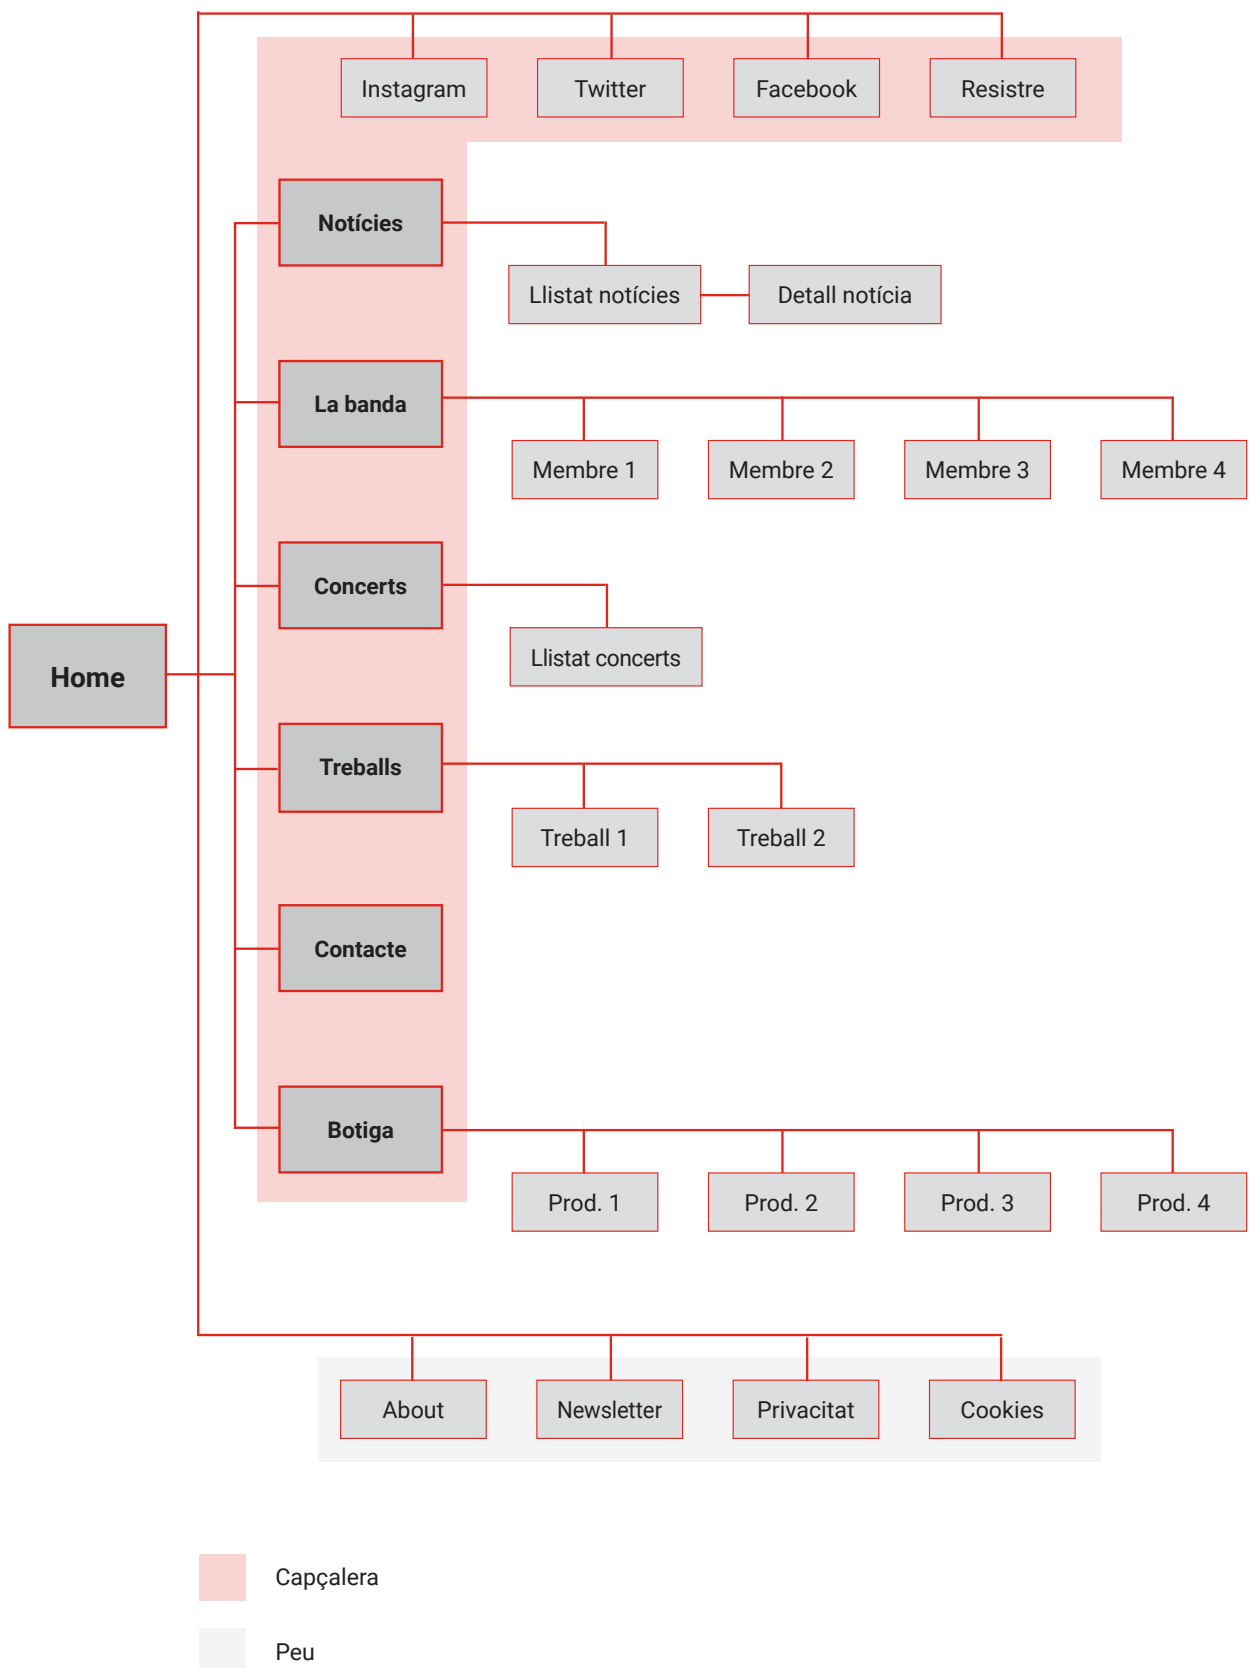 Instagram
Twitter
Facebook
Resistre
Notícies
Llistat notícies
Detall notícia
La banda
Membre 1
Membre 2
Membre 3
Membre 4
Concerts
Llistat concerts
Home
Treballs
Treball 1
Treball 2
Contacte
Botiga
Prod. 1
Prod. 2
Prod. 3
Prod. 4
About
Newsletter
Privacitat
Cookies
Capçalera
Peu